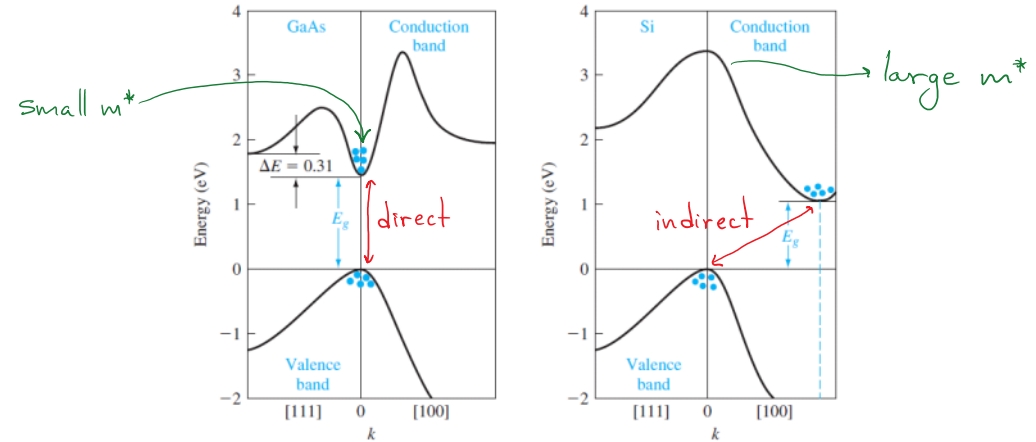 GaAs
Conduction
band
small m*
ΔE = 0.31
E_g
direct
Valence
band
Energy (eV)
4
3
2
1
0
−1
−2
[111]
0
[100]
k
Si
Conduction
band
large m*
indirect
E_g
Valence
band
Energy (eV)
4
3
2
1
0
−1
−2
[111]
0
[100]
k